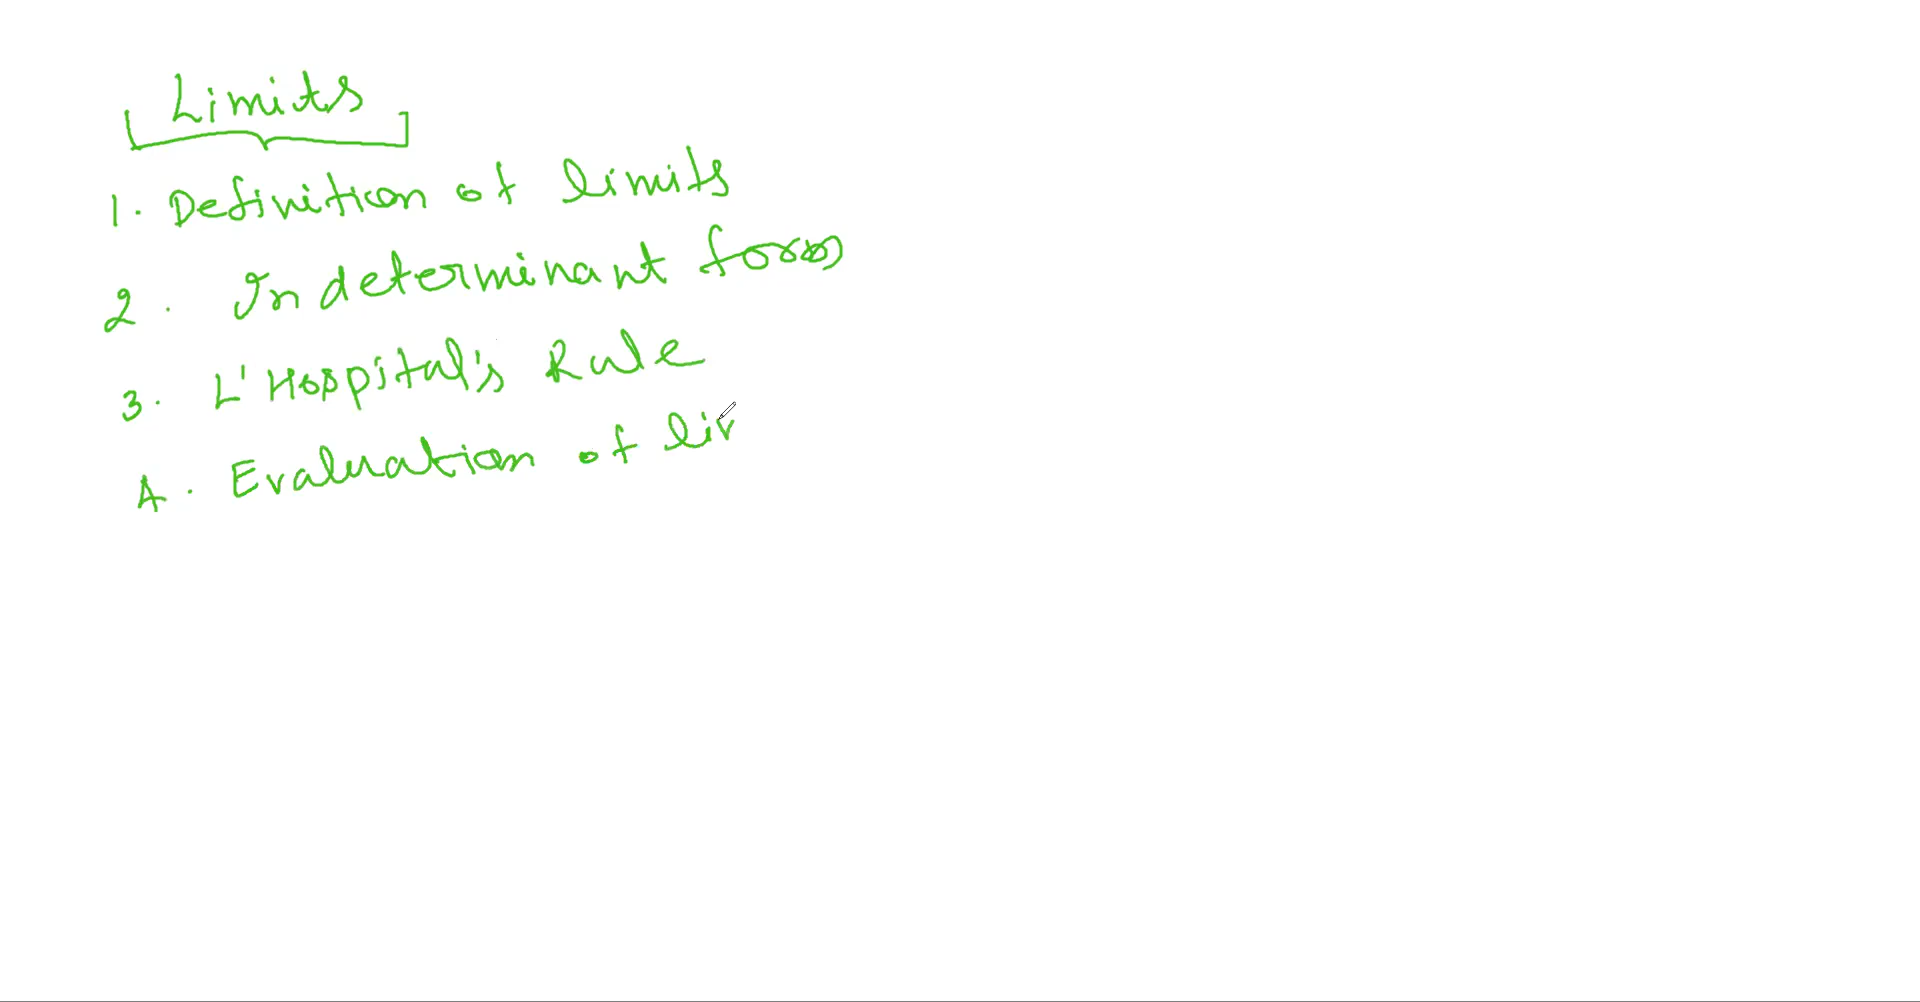 Limits
1. Definition of limits
2. Indeterminant forms
3. L'Hospital's Rule
4. Evaluation of